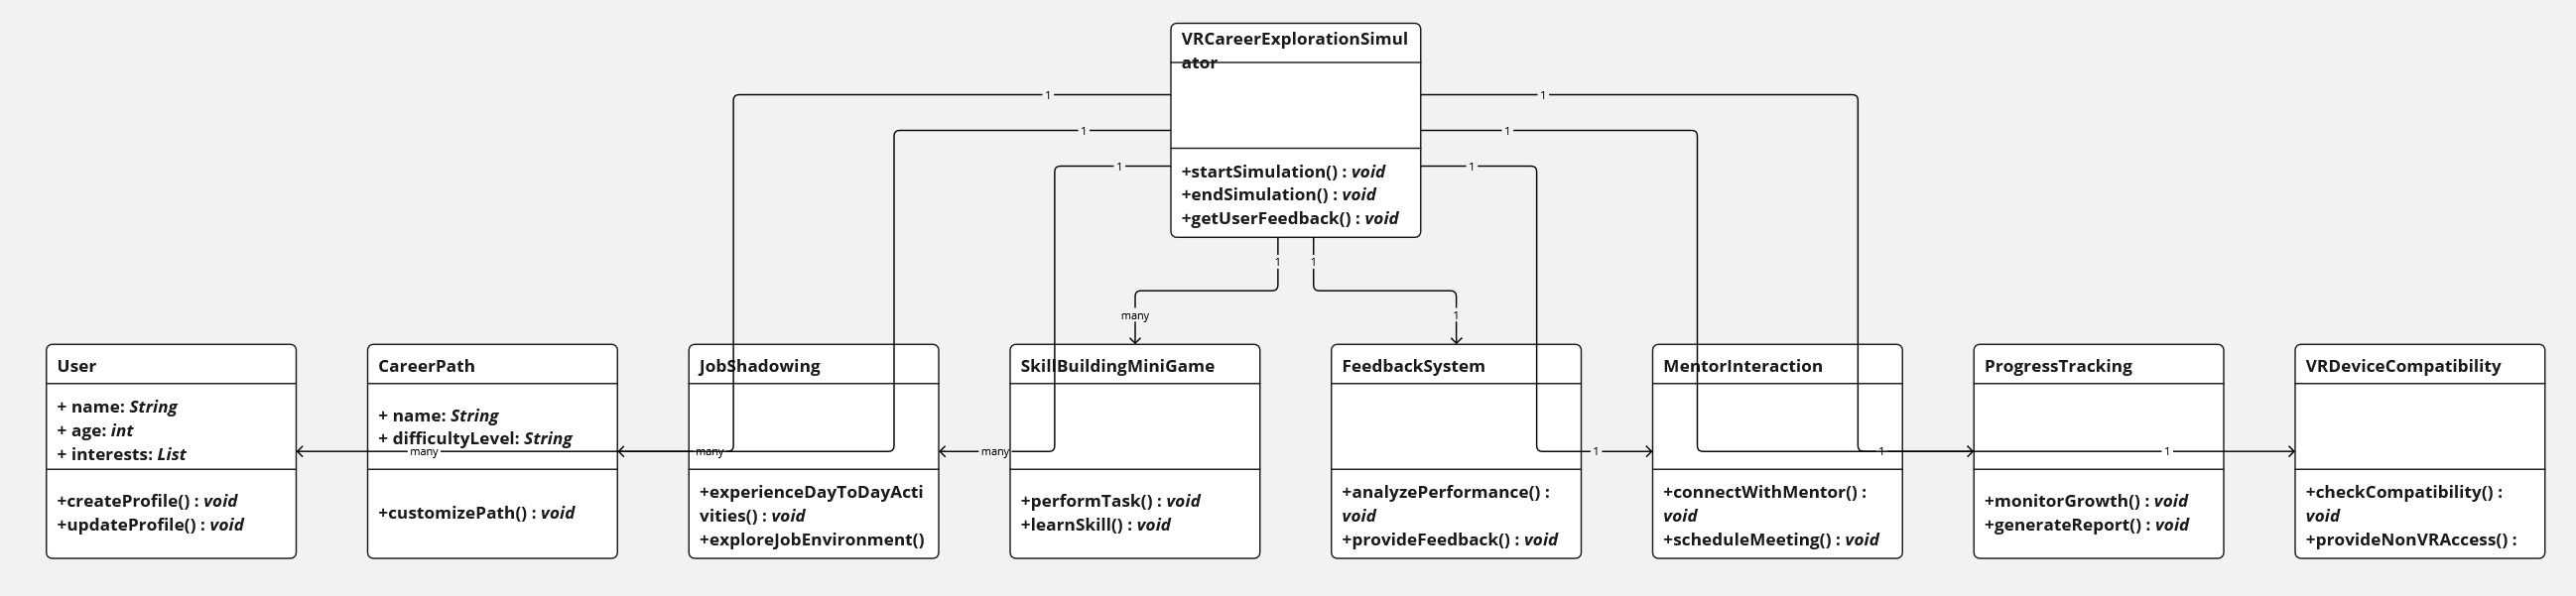 VRCareerExplorationSimul
ator
1
1
1
1
1
1
+startSimulation() : void
+endSimulation() : void
+getUserFeedback() : void
1
1
many
1
User
+ name: String
+ age: int
+ interests: List
+createProfile() : void
+updateProfile() : void
CareerPath
+ name: String
+ difficultyLevel: String
many
+customizePath() : void
JobShadowing
many
+experienceDayToDayActi
vities() : void
+exploreJobEnvironment()
many
SkillBuildingMiniGame
+performTask() : void
+learnSkill() : void
FeedbackSystem
+analyzePerformance() :
void
+provideFeedback() : void
1
MentorInteraction
1
+connectWithMentor() :
void
+scheduleMeeting() : void
ProgressTracking
1
+monitorGrowth() : void
+generateReport() : void
VRDeviceCompatibility
+checkCompatibility() :
void
+provideNonVRAccess() :